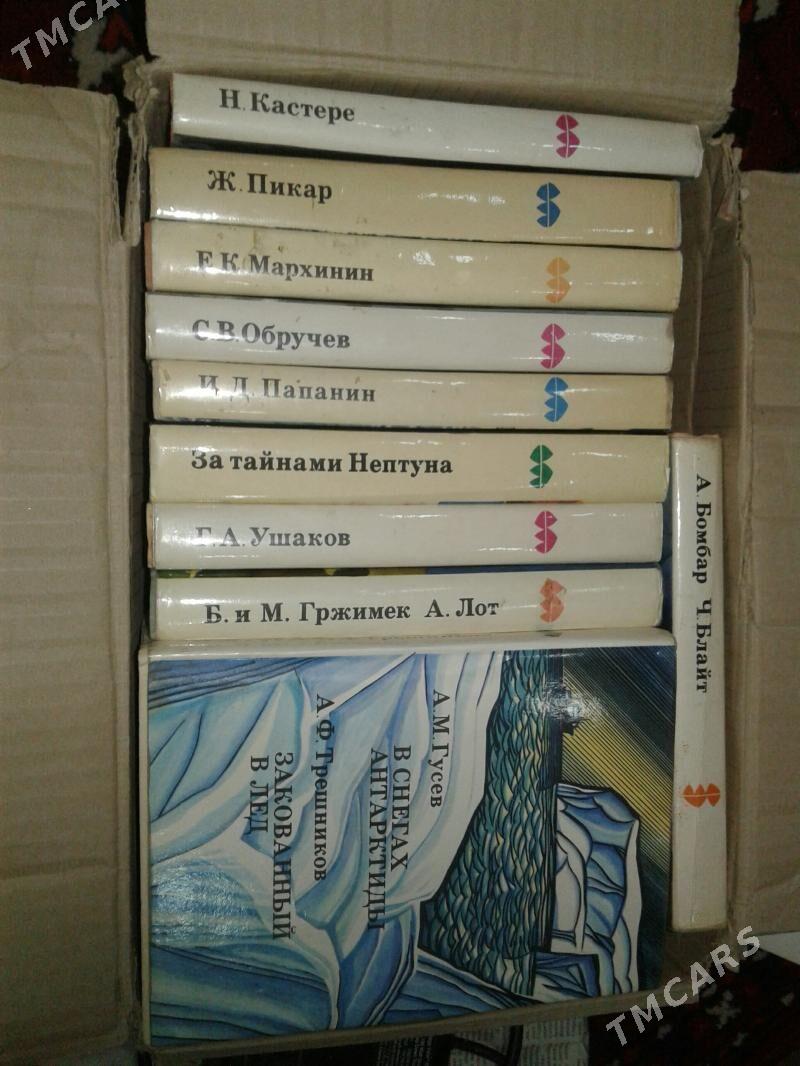 TMCARS
Н. Кастере
Ж. Пикар
Е. К. Мархинин
С. В. Обручев
И. Д. Папанин
За тайнами Нептуна
Г. А. Ушаков
Б. и М. Гржимек А. Лот
А. Бомбар Ч. Блайт
А. М. Гусев
В СНЕГАХ
АНТАРКТИДЫ
А. Ф. Трешников
ЗАКОВАННЫЙ
В ЛЕД
TMCARS